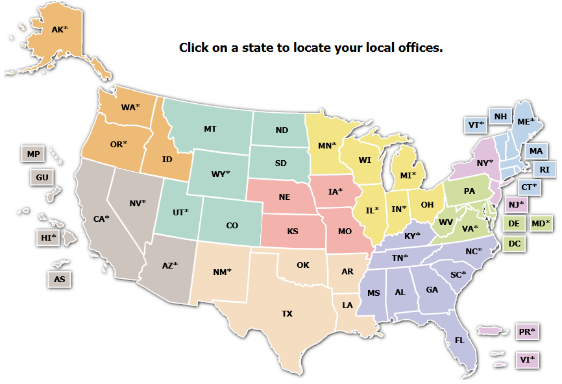 AK*
Click on a state to locate your local offices.
WA*
MT
ND
MN*
VT*
NH
ME*
OR*
ID
WY*
SD
WI
MI*
NY*
MA
RI
CT*
MP
GU
NE
IA*
PA
NJ*
CA*
NV*
UT*
CO
KS
MO
IL*
IN*
OH
WV
VA*
DE
MD*
DC
HI*
AS
AZ*
NM*
OK
AR
KY*
TN*
NC*
SC*
TX
LA
MS
AL
GA
FL
PR*
VI*